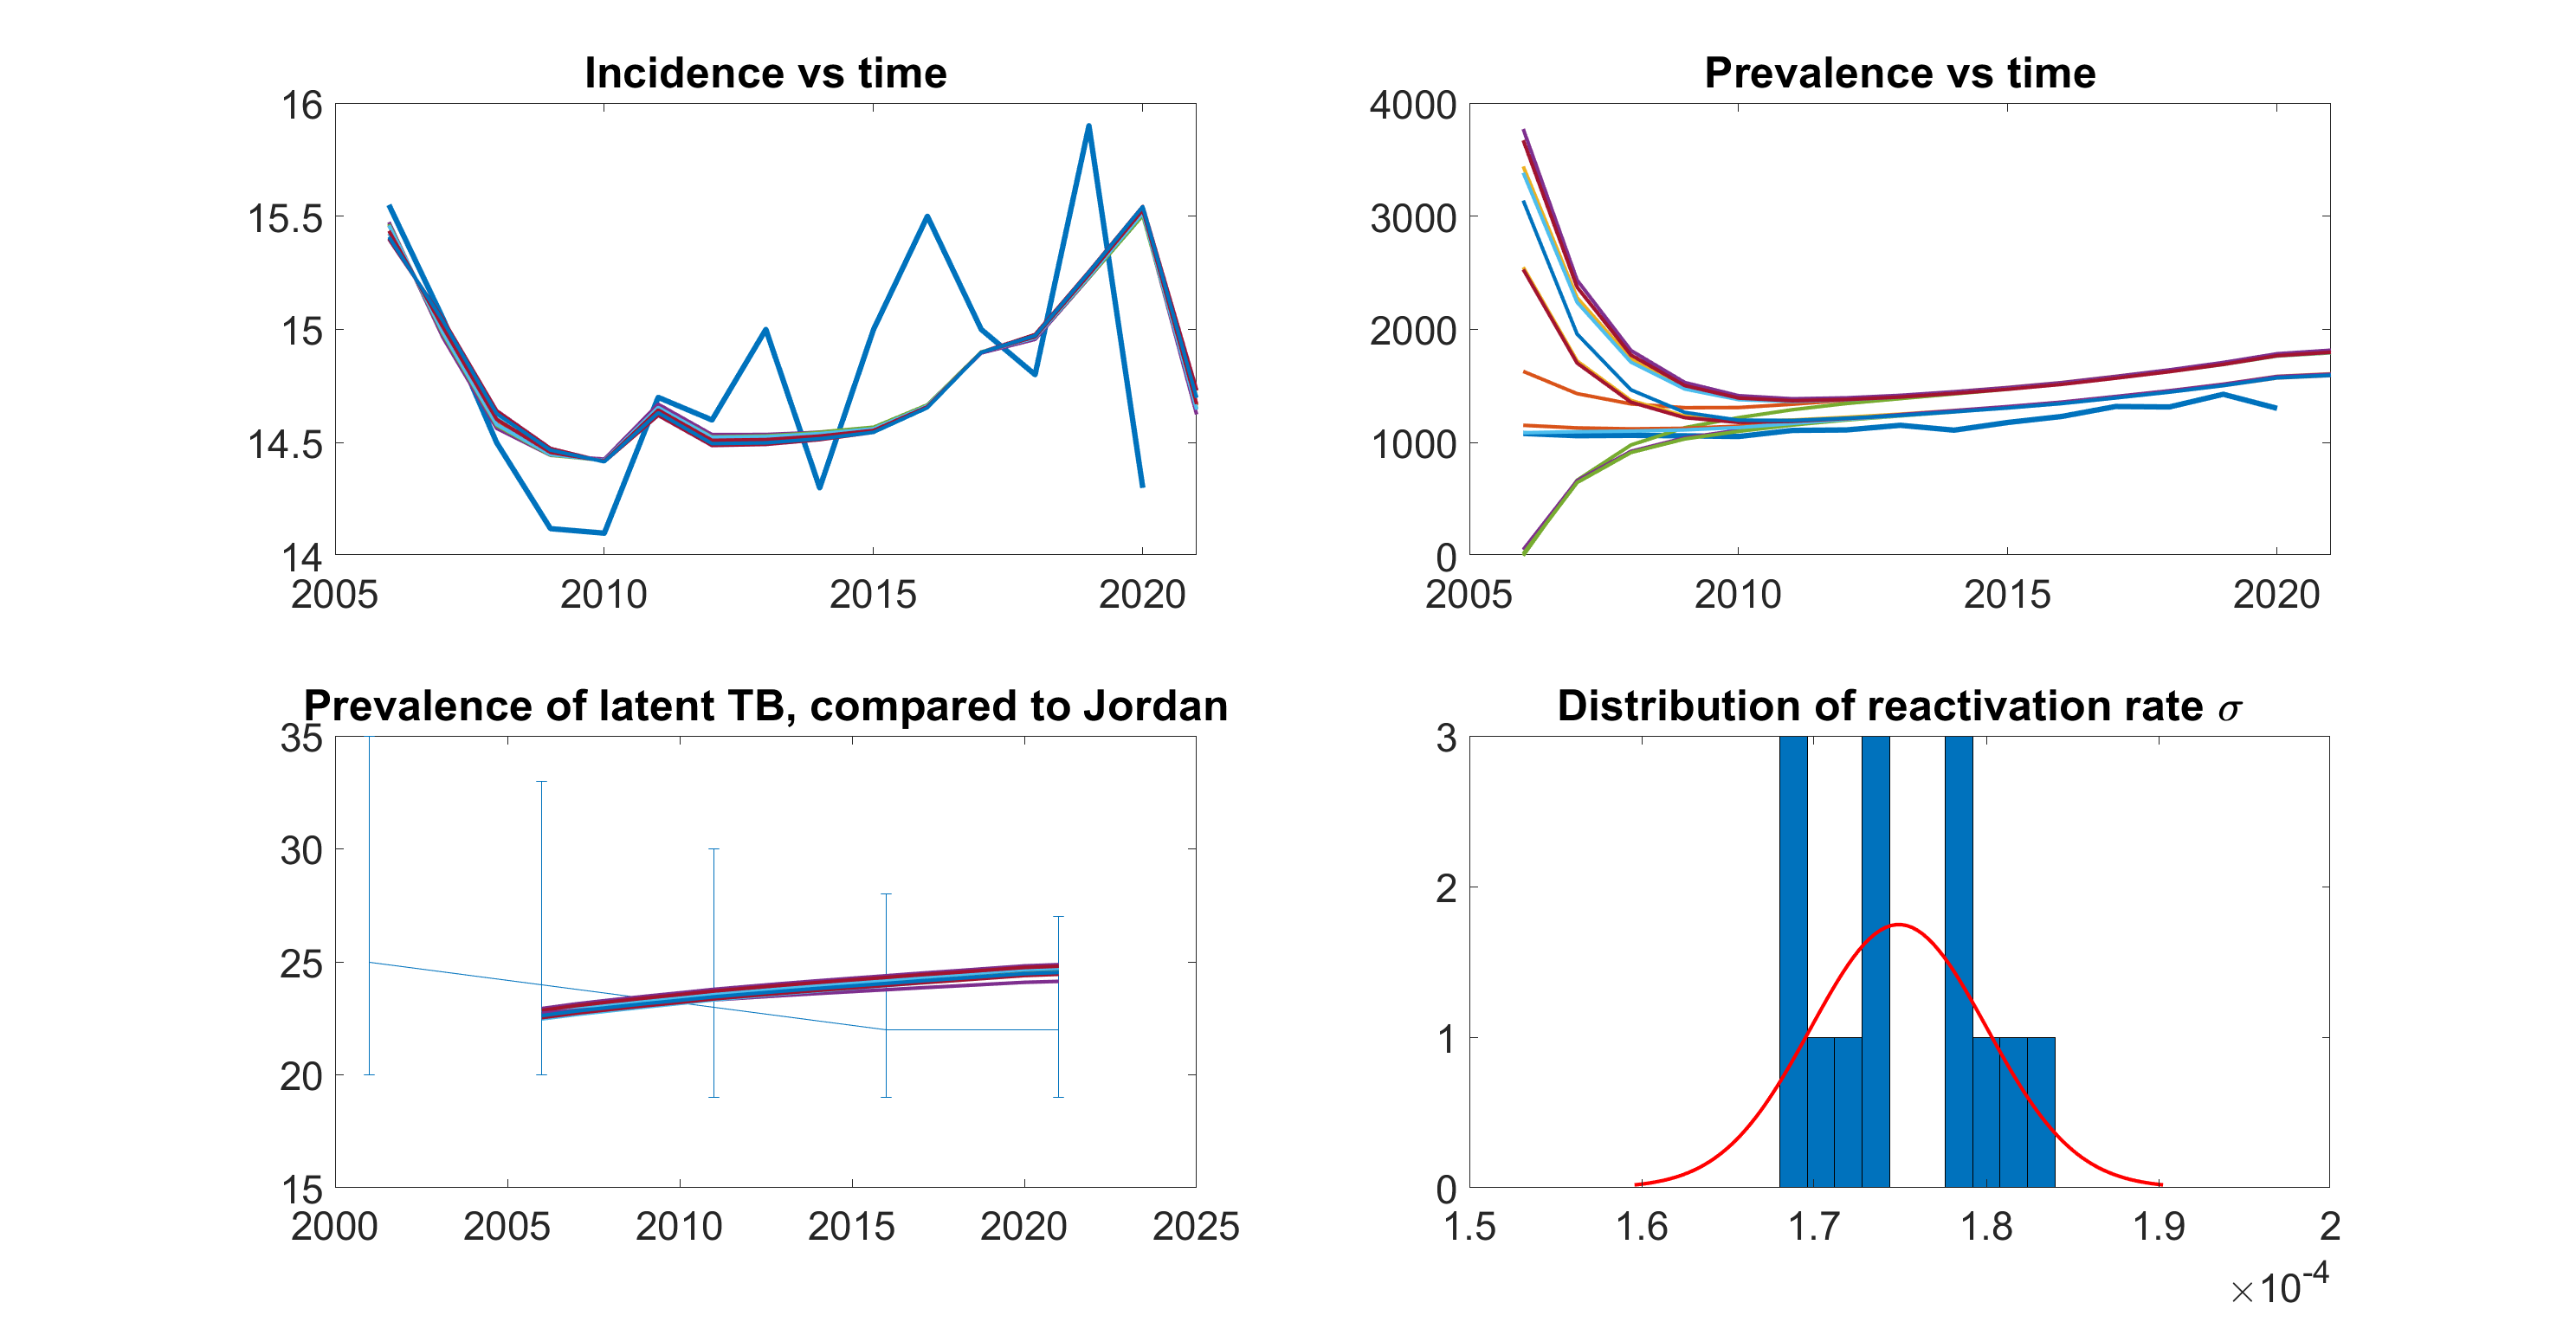 Incidence vs time
16
15.5
15
14.5
14
2005 2010 2015 2020
Prevalence vs time
4000
3000
2000
1000
0
2005 2010 2015 2020
Prevalence of latent TB, compared to Jordan
35
30
25
20
15
2000 2005 2010 2015 2020 2025
Distribution of reactivation rate σ
3
2
1
0
1.5 1.6 1.7 1.8 1.9 2
×10⁻⁴